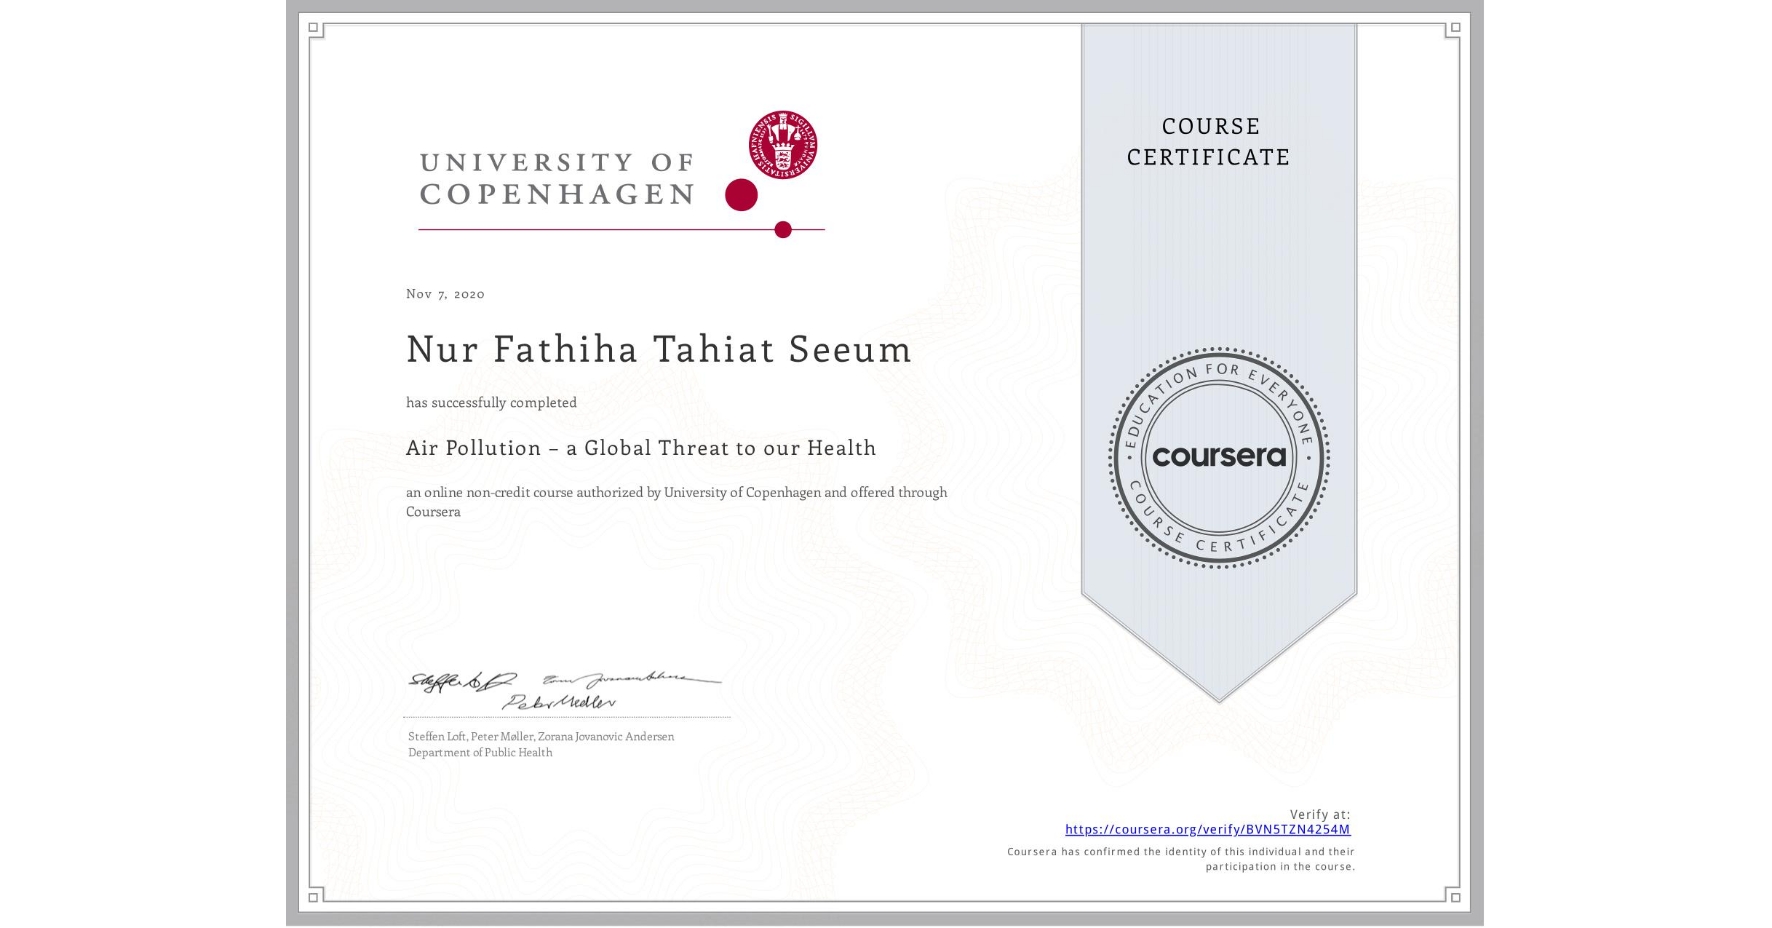 UNIVERSITY OF
COPENHAGEN
SIGILLVM VNIVERSITATIS HAFNIENSIS
COURSE
CERTIFICATE
Nov 7, 2020
Nur Fathiha Tahiat Seeum
has successfully completed
Air Pollution – a Global Threat to our Health
an online non-credit course authorized by University of Copenhagen and offered through
Coursera
EDUCATION FOR EVERYONE
coursera
COURSE CERTIFICATE
Steffen Loft, Peter Møller, Zorana Jovanovic Andersen
Department of Public Health
Verify at:
https://coursera.org/verify/BVN5TZN4254M
Coursera has confirmed the identity of this individual and their
participation in the course.